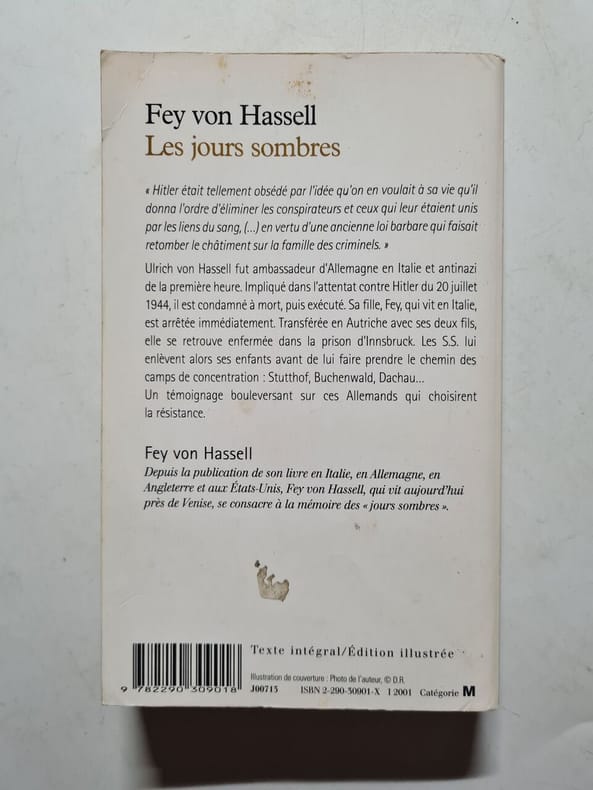 Fey von Hassell
Les jours sombres
« Hitler était tellement obsédé par l'idée qu'on en voulait à sa vie qu'il
donna l'ordre d'éliminer les conspirateurs et ceux qui leur étaient unis
par les liens du sang, (...) en vertu d'une ancienne loi barbare qui faisait
retomber le châtiment sur la famille des criminels. »
Ulrich von Hassell fut ambassadeur d'Allemagne en Italie et antinazi
de la première heure. Impliqué dans l'attentat contre Hitler du 20 juillet
1944, il est condamné à mort, puis exécuté. Sa fille, Fey, qui vit en Italie,
est arrêtée immédiatement. Transférée en Autriche avec ses deux fils,
elle se retrouve enfermée dans la prison d'Innsbruck. Les S.S. lui
enlèvent alors ses enfants avant de lui faire prendre le chemin des
camps de concentration : Stutthof, Buchenwald, Dachau...
Un témoignage bouleversant sur ces Allemands qui choisirent
la résistance.
Fey von Hassell
Depuis la publication de son livre en Italie, en Allemagne, en
Angleterre et aux États-Unis, Fey von Hassell, qui vit aujourd'hui
près de Venise, se consacre à la mémoire des « jours sombres ».
Texte intégral/Édition illustrée
Illustration de couverture : Photo de l'auteur, © D.R.
9 782290 309018 J00715 ISBN 2-290-30901-X I 2001 Catégorie M